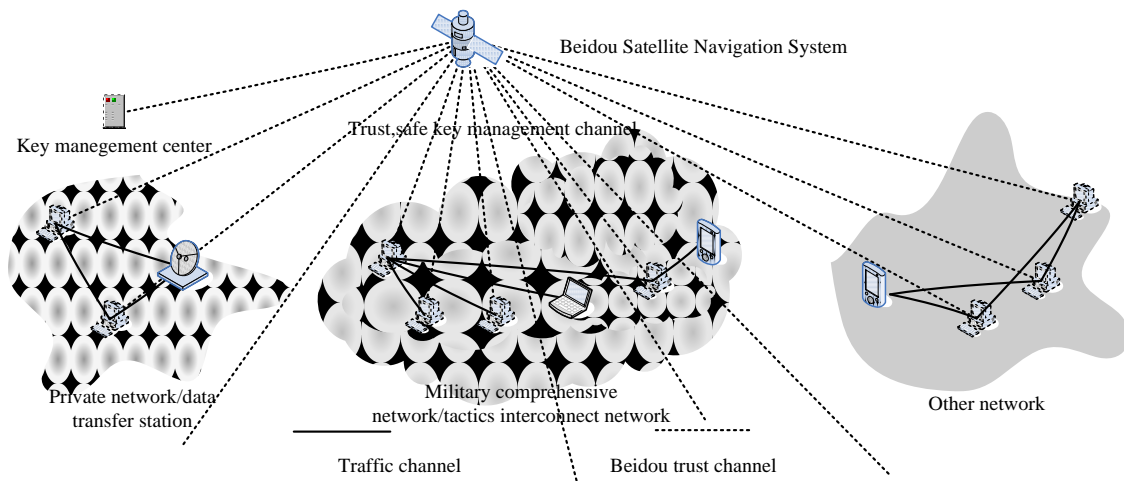 Beidou Satellite Navigation System
Trust,safe key management channel
Key manegement center
Private network/data
transfer station
Military comprehensive
network/tactics interconnect network
Other network
Traffic channel
Beidou trust channel